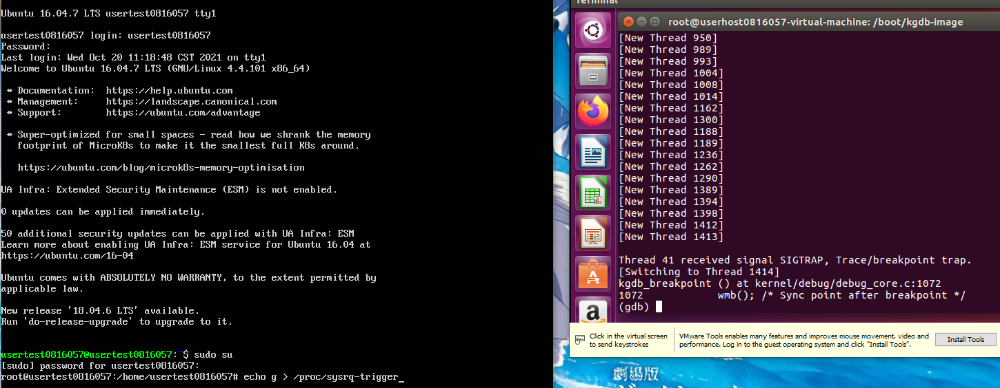 Ubuntu 16.04.7 LTS usertest0816057 tty1
usertest0816057 login: usertest0816057
Password:
Last login: Wed Oct 20 11:18:48 CST 2021 on tty1
Welcome to Ubuntu 16.04.7 LTS (GNU/Linux 4.4.101 x86_64)
* Documentation:  https://help.ubuntu.com
* Management:     https://landscape.canonical.com
* Support:        https://ubuntu.com/advantage
* Super-optimized for small spaces - read how we shrank the memory
footprint of MicroK8s to make it the smallest full K8s around.
https://ubuntu.com/blog/microk8s-memory-optimisation
UA Infra: Extended Security Maintenance (ESM) is not enabled.
0 updates can be applied immediately.
50 additional security updates can be applied with UA Infra: ESM
Learn more about enabling UA Infra: ESM service for Ubuntu 16.04 at
https://ubuntu.com/16-04
Ubuntu comes with ABSOLUTELY NO WARRANTY, to the extent permitted by
applicable law.
New release '18.04.6 LTS' available.
Run 'do-release-upgrade' to upgrade to it.
usertest0816057@usertest0816057:~$ sudo su
[sudo] password for usertest0816057:
root@usertest0816057:/home/usertest0816057# echo g > /proc/sysrq-trigger_
Terminal
root@userhost0816057-virtual-machine: /boot/kgdb-image
[New Thread 950]
[New Thread 989]
[New Thread 993]
[New Thread 1004]
[New Thread 1008]
[New Thread 1014]
[New Thread 1162]
[New Thread 1300]
[New Thread 1188]
[New Thread 1189]
[New Thread 1236]
[New Thread 1262]
[New Thread 1290]
[New Thread 1389]
[New Thread 1394]
[New Thread 1398]
[New Thread 1412]
[New Thread 1413]
Thread 41 received signal SIGTRAP, Trace/breakpoint trap.
[Switching to Thread 1414]
kgdb_breakpoint () at kernel/debug/debug_core.c:1072
1072            wmb(); /* Sync point after breakpoint */
(gdb)
a
Click in the virtual screen
to send keystrokes
VMware Tools enables many features and improves mouse movement, video and
performance. Log in to the guest operating system and click "Install Tools".
Install Tools